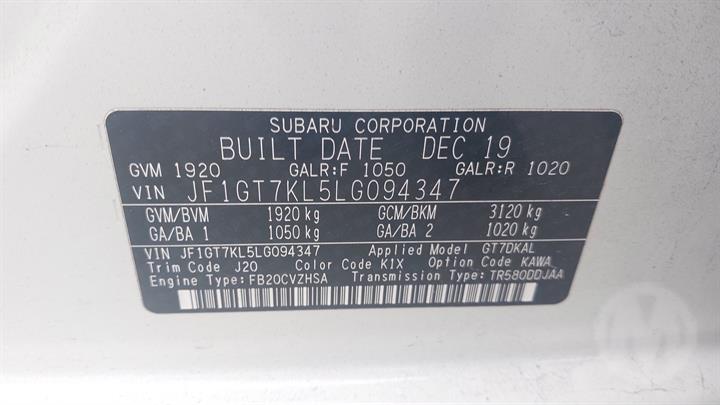 SUBARU CORPORATION
BUILT DATE DEC 19
GVM 1920 GALR:F 1050 GALR:R 1020
VIN JF1GT7KL5LG094347
GVM/BVM 1920 kg GCM/BKM 3120 kg
GA/BA 1 1050 kg GA/BA 2 1020 kg
VIN JF1GT7KL5LG094347 Applied Model GT7DKAL
Trim Code J20 Color Code K1X Option Code KAWA
Engine Type:FB20CVZHSA Transmission Type:TR580DDJAA
M